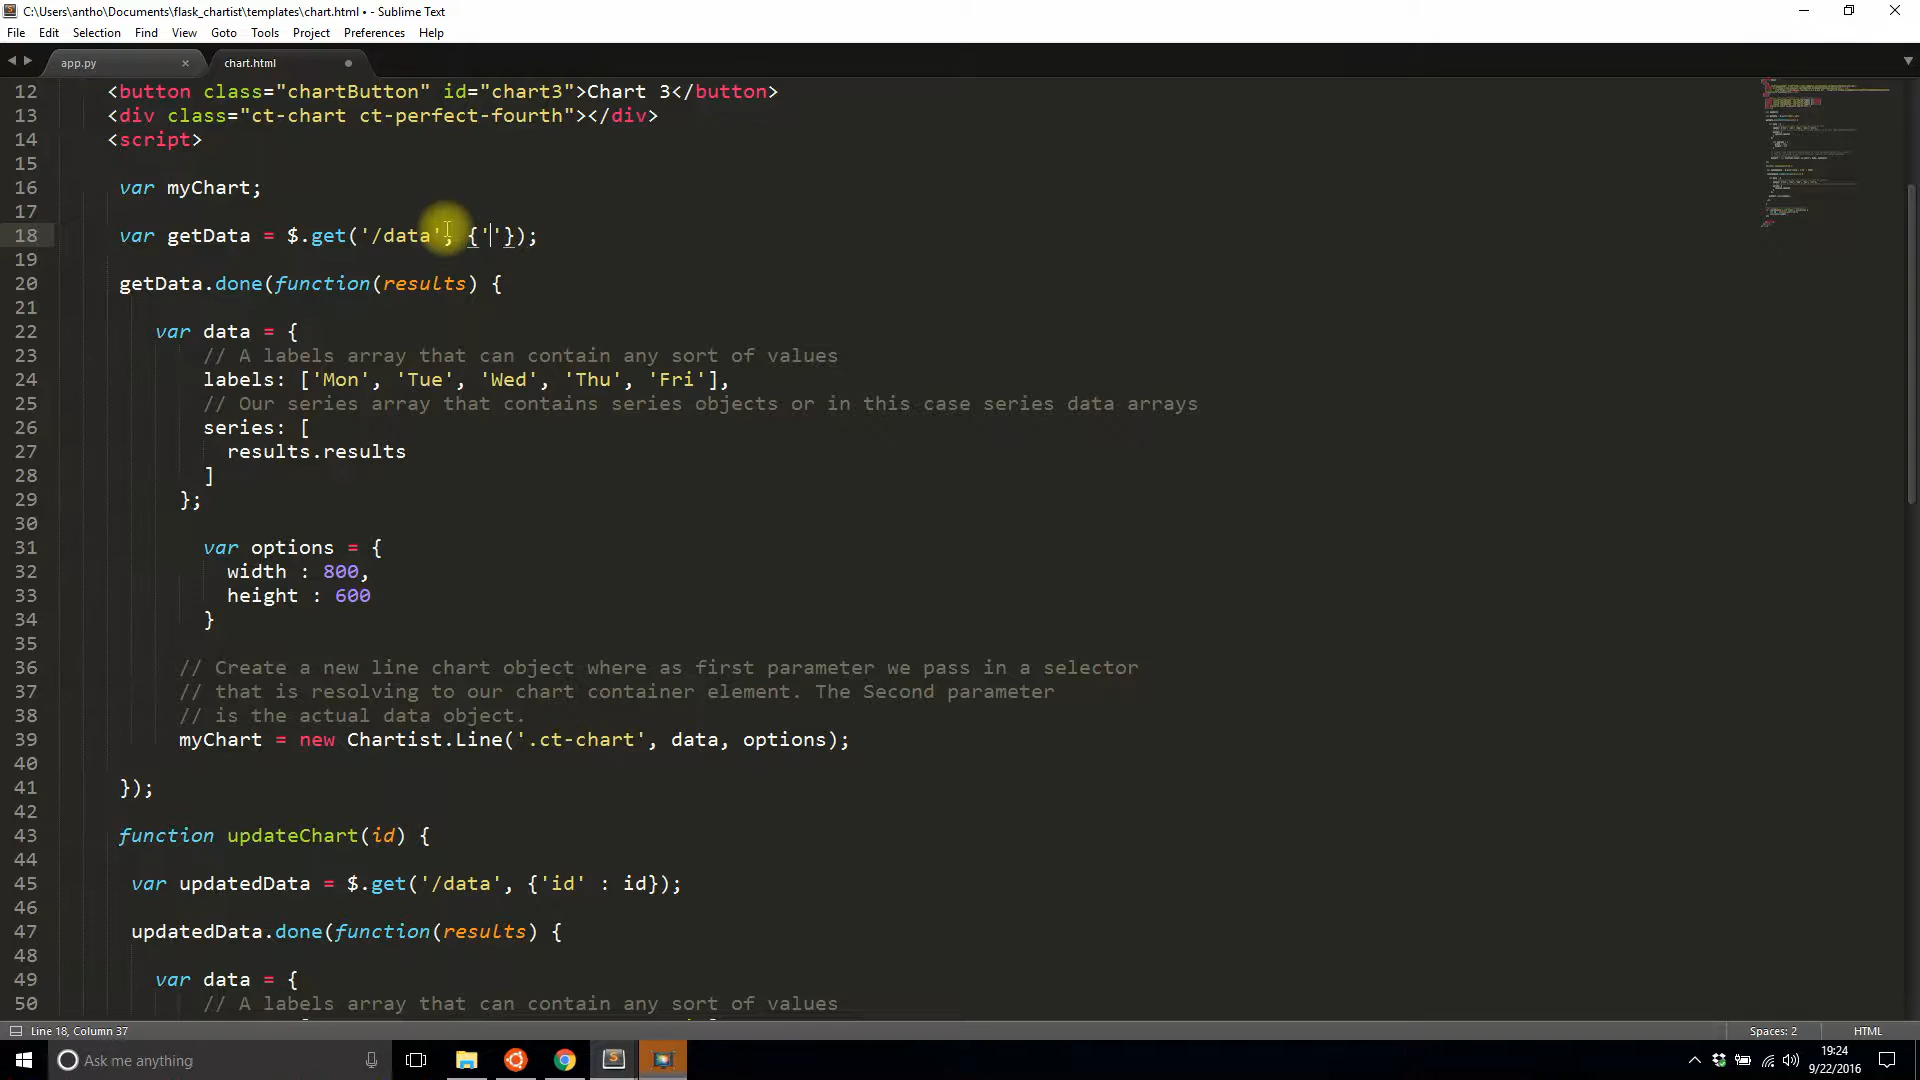 C:\Users\antho\Documents\flask_chartist\templates\chart.html • - Sublime Text
File Edit Selection Find View Goto Tools Project Preferences Help
app.py × chart.html
12 <button class="chartButton" id="chart3">Chart 3</button>
13 <div class="ct-chart ct-perfect-fourth"></div>
14 <script>
15
16 var myChart;
17
18 var getData = $.get('/data', {''});
19
20 getData.done(function(results) {
21
22 var data = {
23 // A labels array that can contain any sort of values
24 labels: ['Mon', 'Tue', 'Wed', 'Thu', 'Fri'],
25 // Our series array that contains series objects or in this case series data arrays
26 series: [
27 results.results
28 ]
29 };
30
31 var options = {
32 width : 800,
33 height : 600
34 }
35
36 // Create a new line chart object where as first parameter we pass in a selector
37 // that is resolving to our chart container element. The Second parameter
38 // is the actual data object.
39 myChart = new Chartist.Line('.ct-chart', data, options);
40
41 });
42
43 function updateChart(id) {
44
45 var updatedData = $.get('/data', {'id' : id});
46
47 updatedData.done(function(results) {
48
49 var data = {
50 // A labels array that can contain any sort of values
Line 18, Column 37 Spaces: 2 HTML
Ask me anything 19:24
9/22/2016